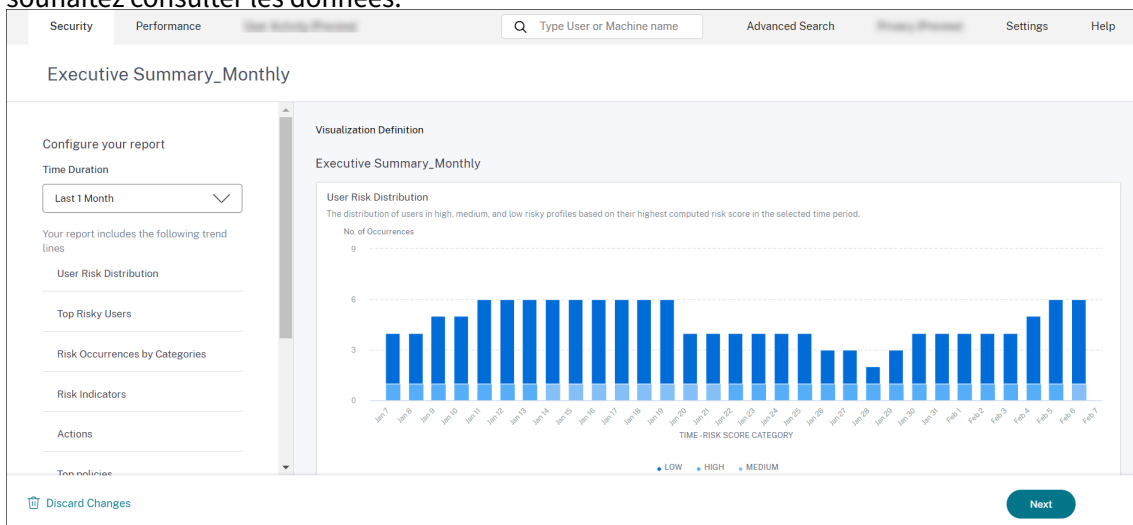 souhaitez consulter les données.
Security Performance Type User or Machine name Advanced Search Settings Help
Executive Summary_Monthly
Configure your report
Time Duration
Last 1 Month
Your report includes the following trend
lines
User Risk Distribution
Top Risky Users
Risk Occurrences by Categories
Risk Indicators
Actions
Top policies
Visualization Definition
Executive Summary_Monthly
User Risk Distribution
The distribution of users in high, medium, and low risky profiles based on their highest computed risk score in the selected time period.
No. of Occurrences
9
6
3
0
Jan 7 Jan 8 Jan 9 Jan 10 Jan 11 Jan 12 Jan 13 Jan 14 Jan 15 Jan 16 Jan 17 Jan 18 Jan 19 Jan 20 Jan 21 Jan 22 Jan 23 Jan 24 Jan 25 Jan 26 Jan 27 Jan 28 Jan 29 Jan 30 Jan 31 Feb 1 Feb 2 Feb 3 Feb 4 Feb 5 Feb 6 Feb 7
TIME - RISK SCORE CATEGORY
LOW HIGH MEDIUM
Discard Changes
Next